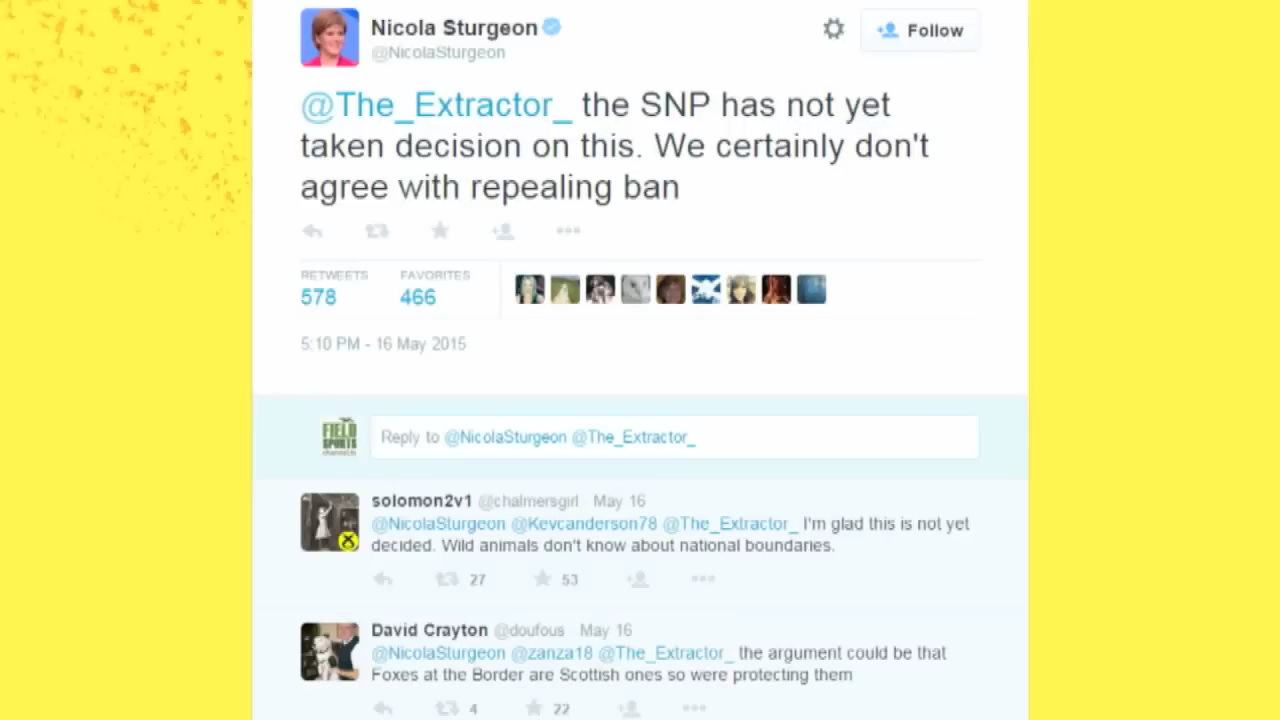 Nicola Sturgeon
@NicolaSturgeon
Follow
@The_Extractor_ the SNP has not yet
taken decision on this. We certainly don't
agree with repealing ban
RETWEETS
578
FAVORITES
466
5:10 PM - 16 May 2015
FIELD
SPORTS
Reply to @NicolaSturgeon @The_Extractor_
solomon2v1 @chalmersgirl May 16
@NicolaSturgeon @Kevcanderson78 @The_Extractor_ I'm glad this is not yet
decided. Wild animals don't know about national boundaries.
27 53
David Crayton @doufous May 16
@NicolaSturgeon @zanza18 @The_Extractor_ the argument could be that
Foxes at the Border are Scottish ones so were protecting them
4 22